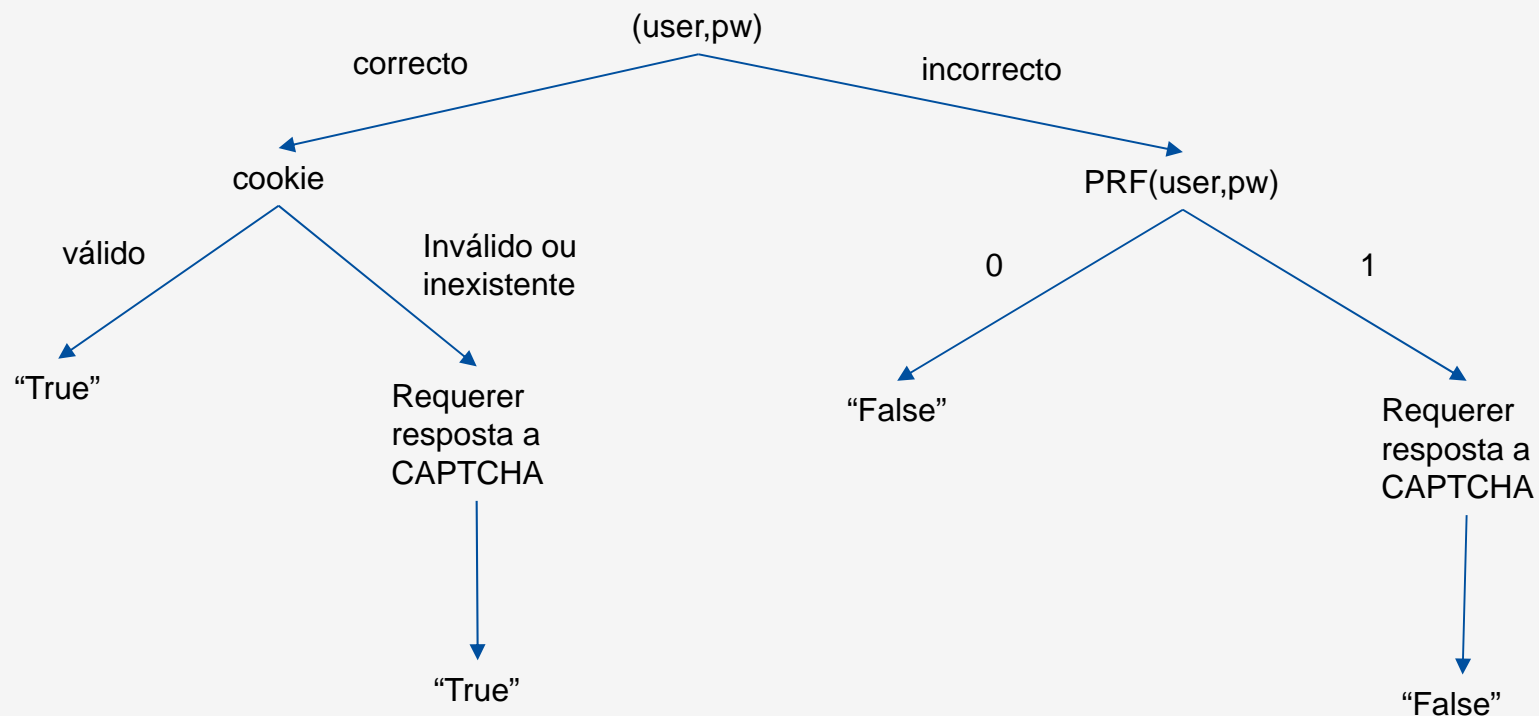 (user,pw)
correcto
incorrecto
cookie
PRF(user,pw)
válido
Inválido ou
inexistente
0
1
“True”
Requerer
resposta a
CAPTCHA
“False”
Requerer
resposta a
CAPTCHA
“True”
“False”